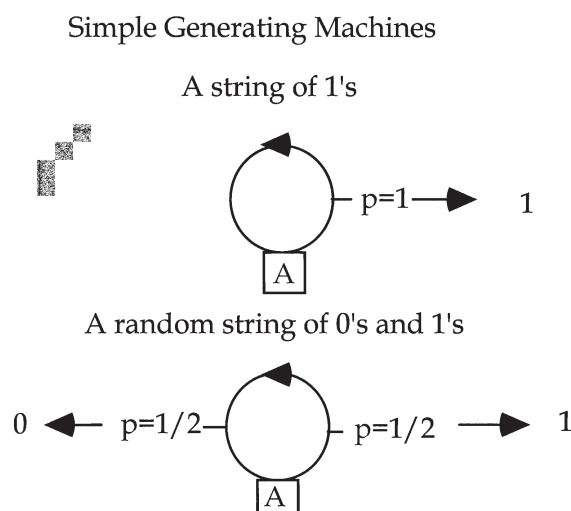 Simple Generating Machines
A string of 1's
p=1 1
A
A random string of 0's and 1's
0 p=1/2 p=1/2 1
A